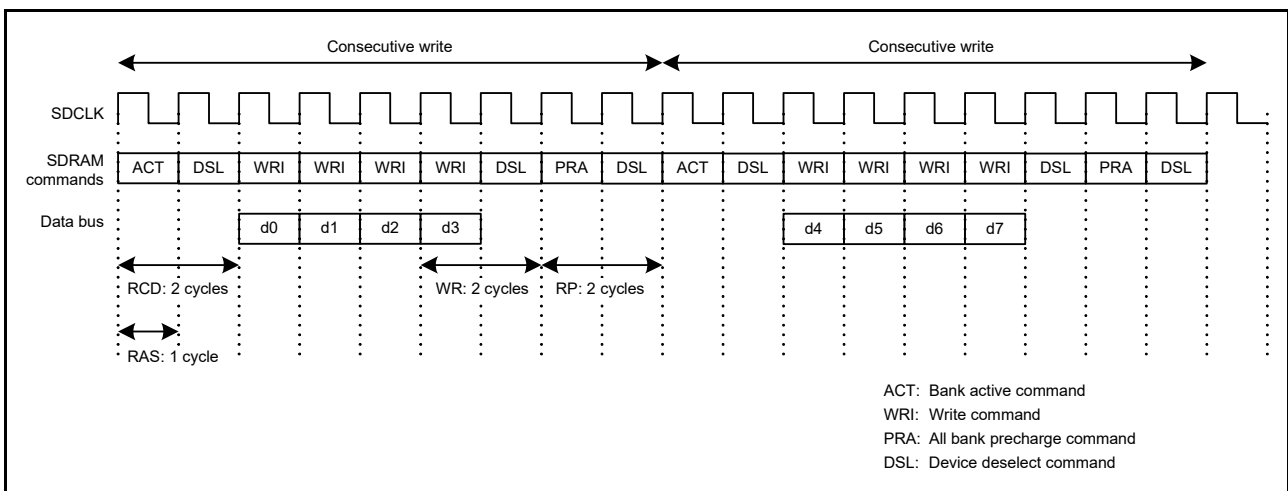 Consecutive write Consecutive write
SDCLK
SDRAM commands ACT DSL WRI WRI WRI WRI DSL PRA DSL ACT DSL WRI WRI WRI WRI DSL PRA DSL
Data bus d0 d1 d2 d3 d4 d5 d6 d7
RCD: 2 cycles WR: 2 cycles RP: 2 cycles
RAS: 1 cycle
ACT: Bank active command
WRI: Write command
PRA: All bank precharge command
DSL: Device deselect command